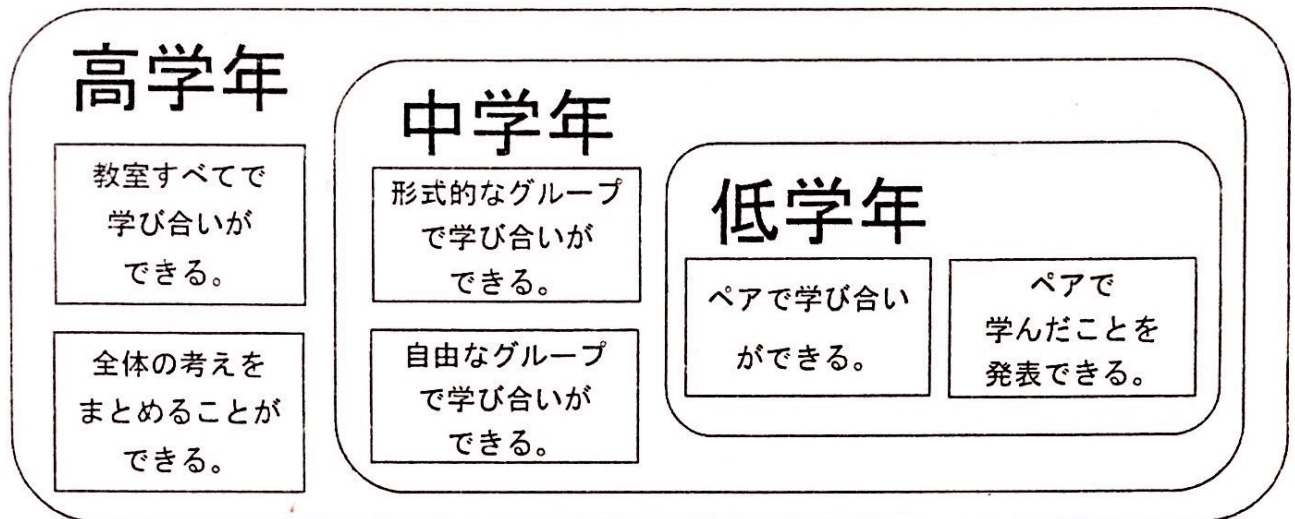 高学年
教室すべてで
学び合いが
できる。
全体の考えを
まとめることが
できる。
中学年
形式的なグループ
で学び合いが
できる。
自由なグループ
で学び合いが
できる。
低学年
ペアで学び合い
ができる。
ペアで
学んだことを
発表できる。